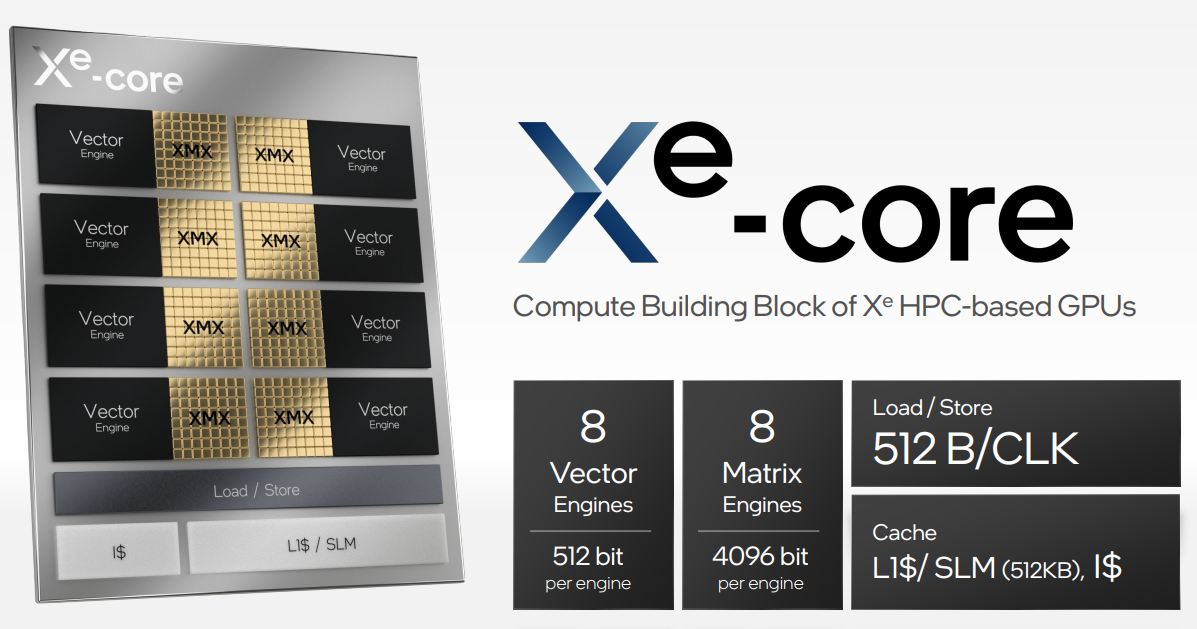 Xe-core
Vector Engine XMX XMX Vector Engine
Vector Engine XMX XMX Vector Engine
Vector Engine XMX XMX Vector Engine
Vector Engine XMX XMX Vector Engine
Load / Store
I$ L1$ / SLM
Xe-core
Compute Building Block of Xe HPC-based GPUs
8
Vector
Engines
512 bit
per engine
8
Matrix
Engines
4096 bit
per engine
Load / Store
512 B/CLK
Cache
L1$/ SLM (512KB), I$